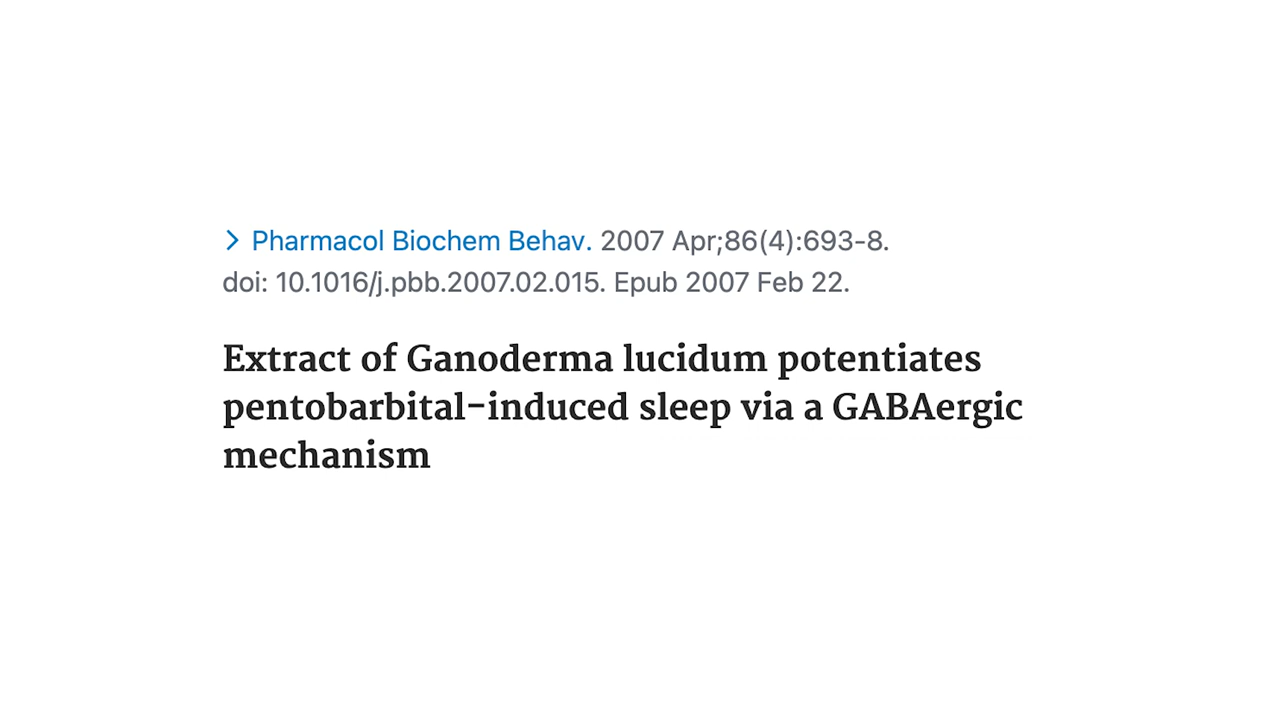 > Pharmacol Biochem Behav. 2007 Apr;86(4):693-8.
doi: 10.1016/j.pbb.2007.02.015. Epub 2007 Feb 22.
Extract of Ganoderma lucidum potentiates
pentobarbital-induced sleep via a GABAergic
mechanism